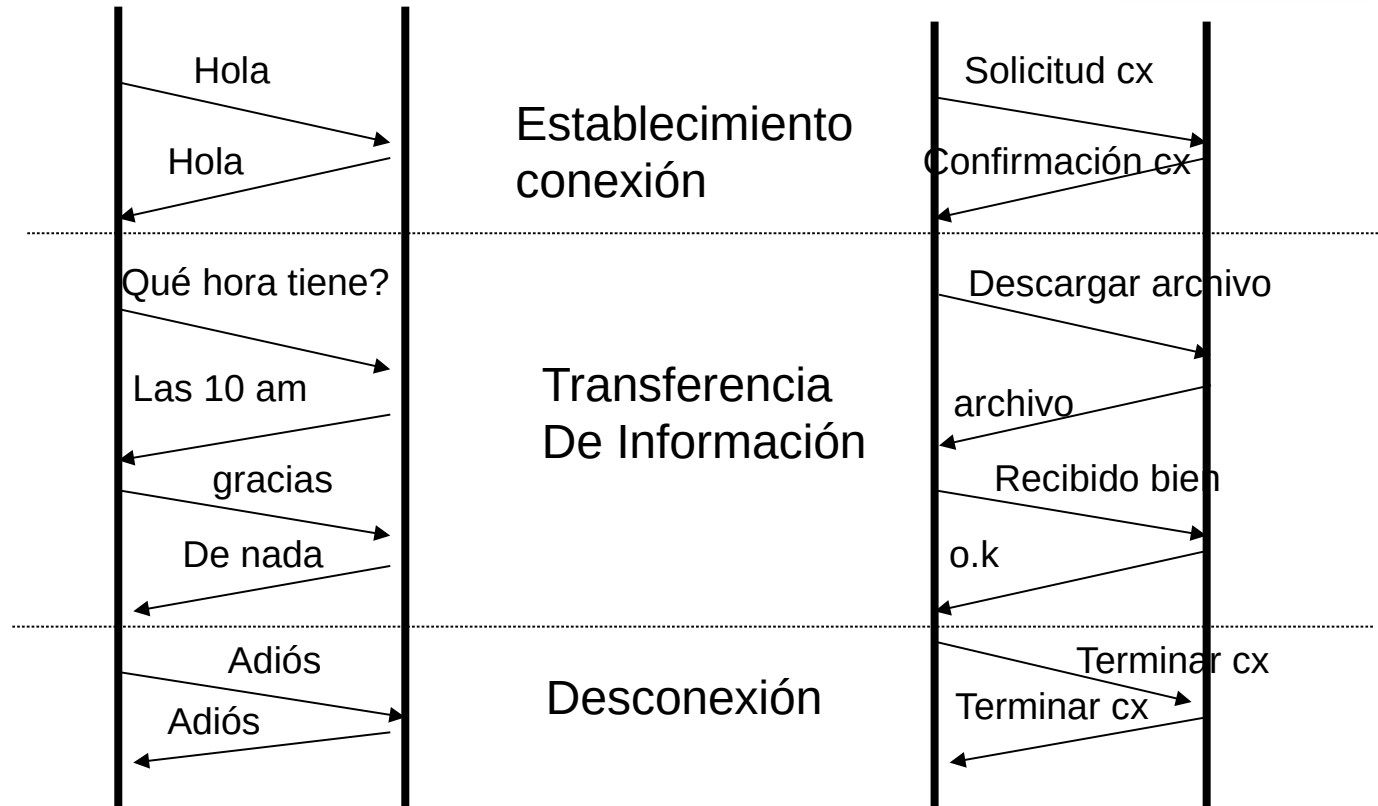 Hola
Solicitud cx
Establecimiento
conexión
Hola
Confirmación cx
Qué hora tiene?
Descargar archivo
Las 10 am
Transferencia
De Información
archivo
gracias
Recibido bien
De nada
o.k
Adiós
Terminar cx
Desconexión
Adiós
Terminar cx